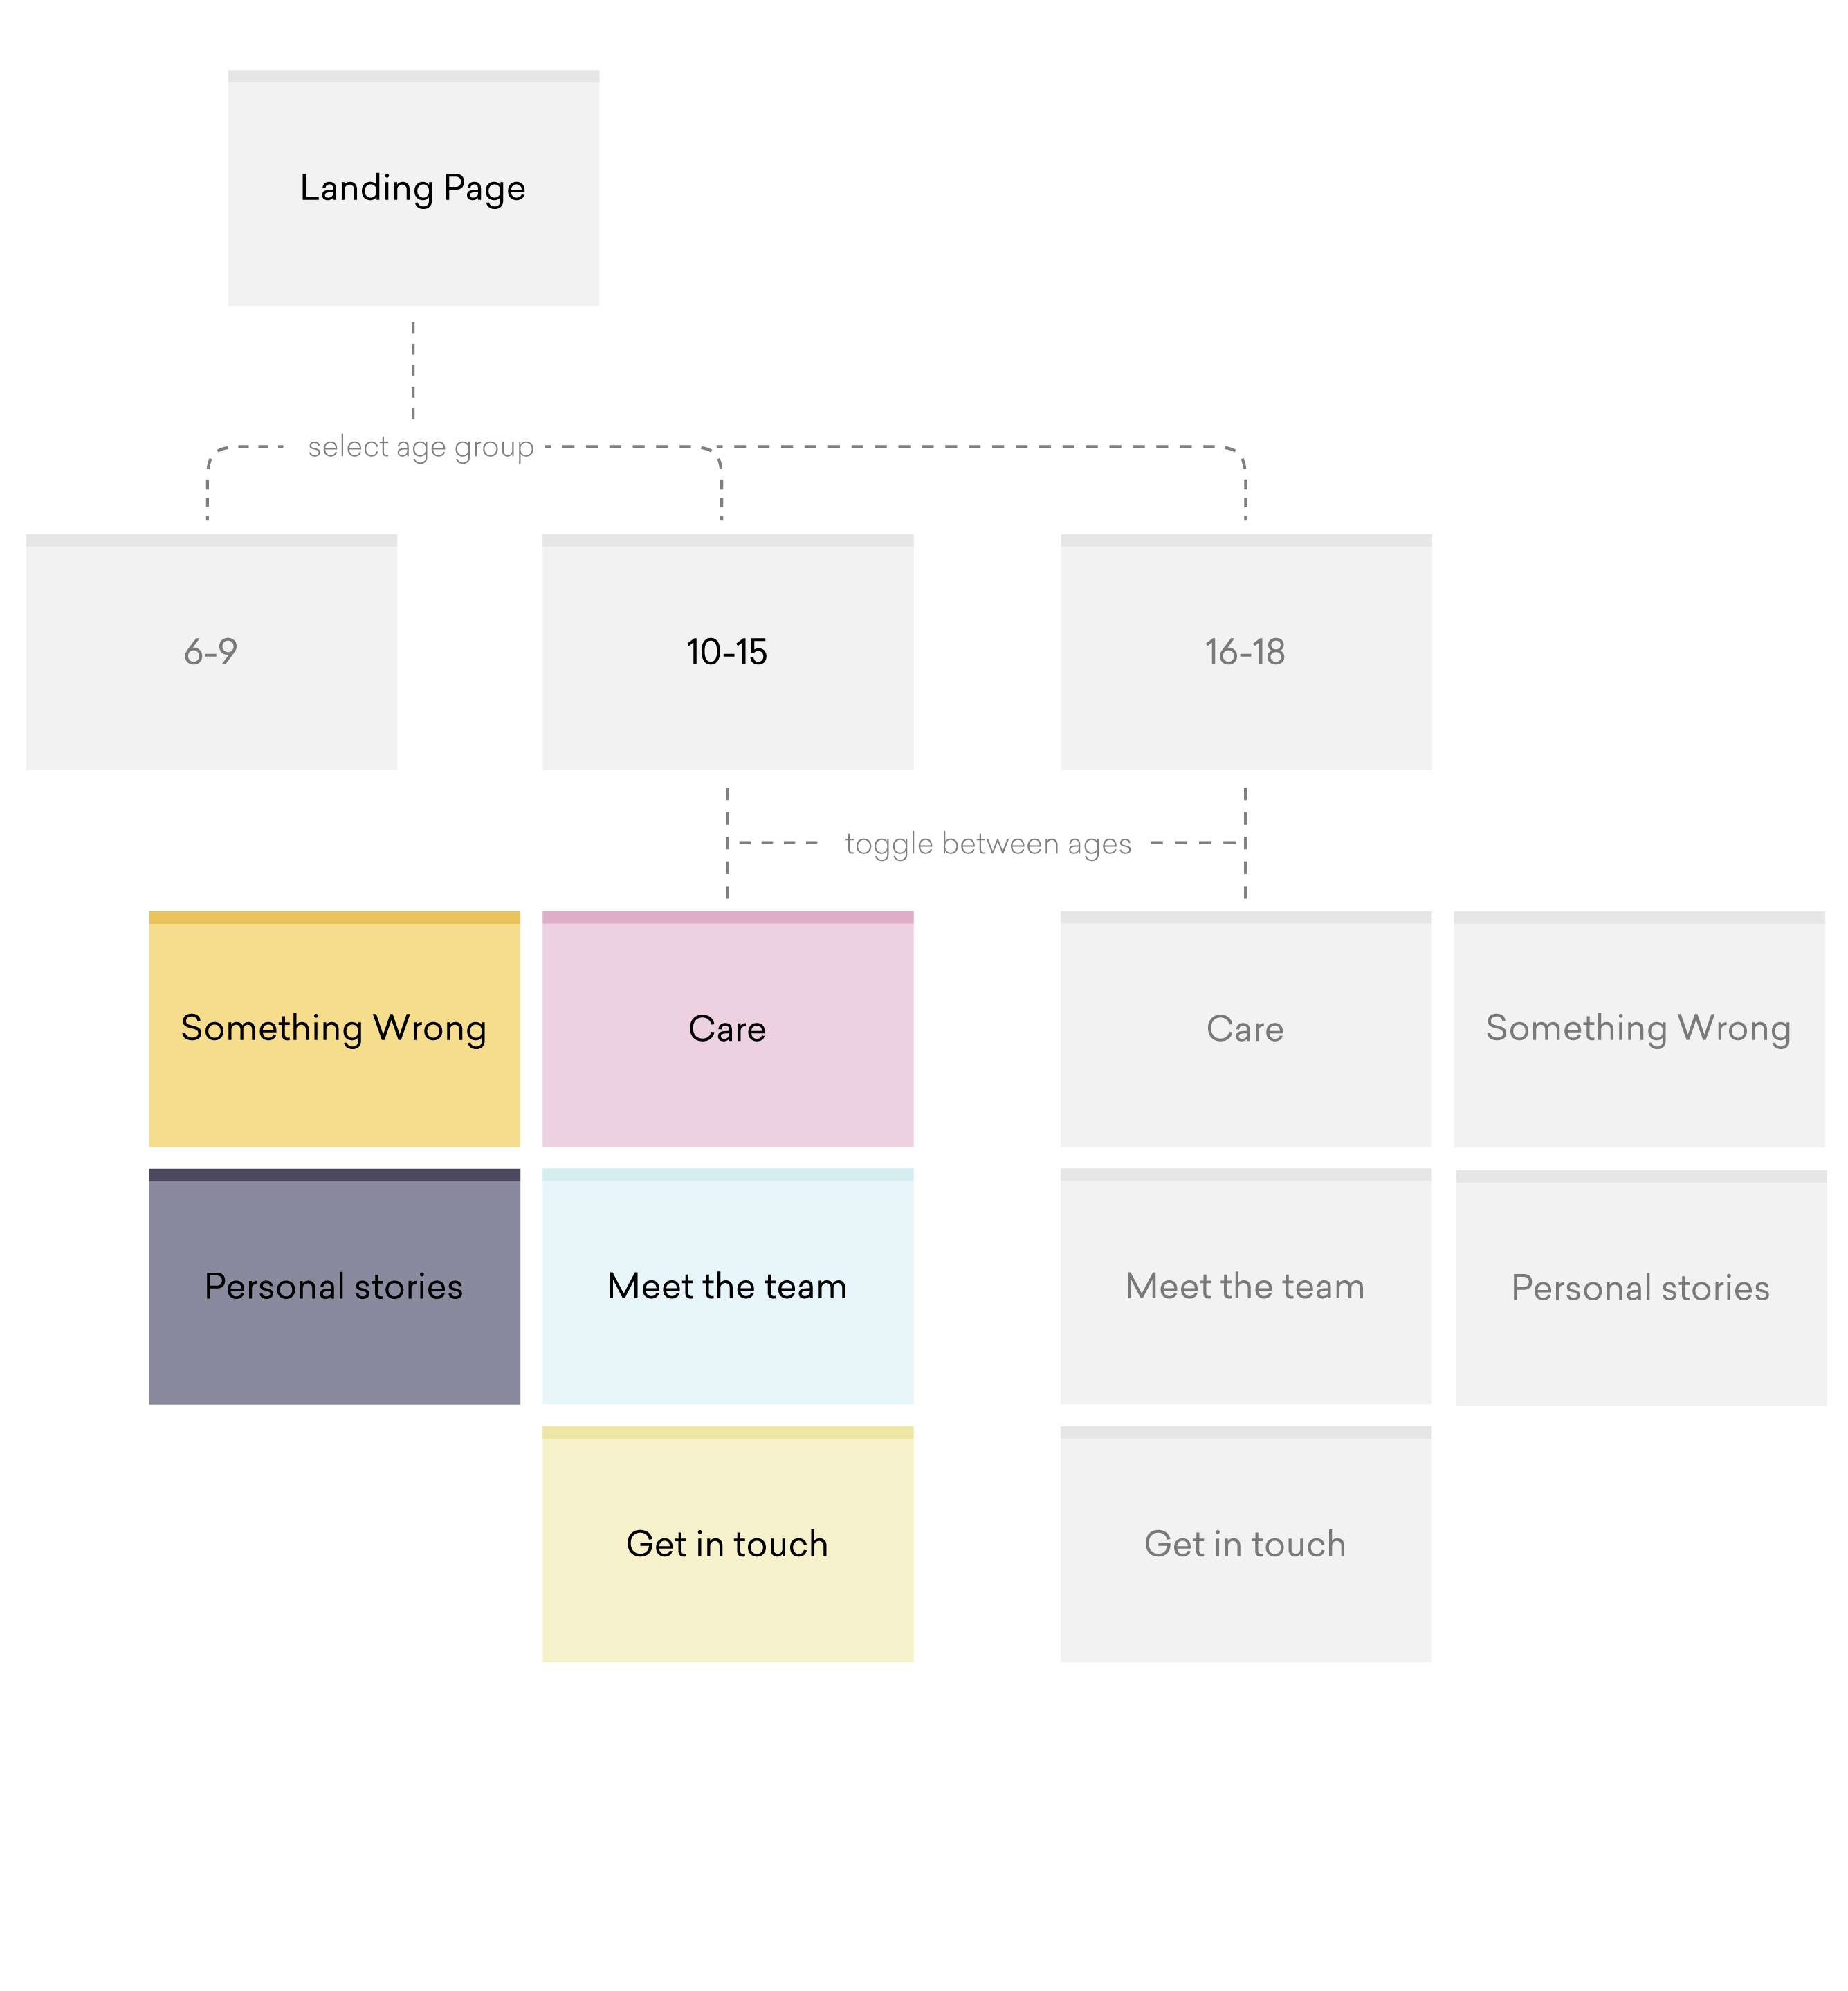 Landing Page
select age group
6-9
10-15
16-18
toggle between ages
Something Wrong
Care
Care
Something Wrong
Personal stories
Meet the team
Meet the team
Personal stories
Get in touch
Get in touch